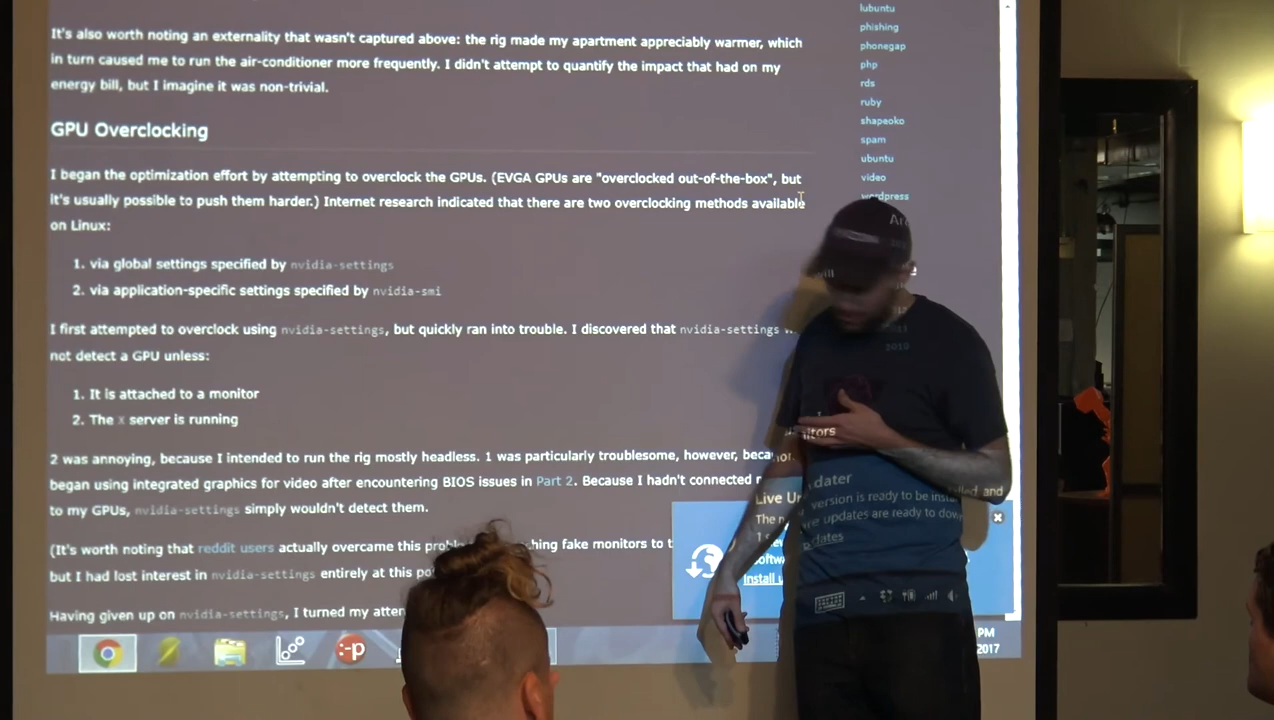 It's also worth noting an externality that wasn't captured above: the rig made my apartment appreciably warmer, which
in turn caused me to run the air-conditioner more frequently. I didn't attempt to quantify the impact that had on my
energy bill, but I imagine it was non-trivial.
GPU Overclocking
I began the optimization effort by attempting to overclock the GPUs. (EVGA GPUs are "overclocked out-of-the-box", but
it's usually possible to push them harder.) Internet research indicated that there are two overclocking methods available
on Linux:
1. via global settings specified by nvidia-settings
2. via application-specific settings specified by nvidia-smi
I first attempted to overclock using nvidia-settings, but quickly ran into trouble. I discovered that nvidia-settings
not detect a GPU unless:
1. It is attached to a monitor
2. The X server is running
2 was annoying, because I intended to run the rig mostly headless. 1 was particularly troublesome, however,
began using integrated graphics for video after encountering BIOS issues in Part 2. Because I hadn't connected
to my GPUs, nvidia-settings simply wouldn't detect them.
(It's worth noting that reddit users actually overcame this fake monitors to
but I had lost interest in nvidia-settings entirely at this
Having given up on nvidia-settings, I turned my
lubuntu
phishing
phonegap
php
rds
ruby
shapeoko
spam
ubuntu
video
wordpress
2011
2010
Live
dater
The
version is ready to be
updates are ready to
Install
:-p
PM
2017